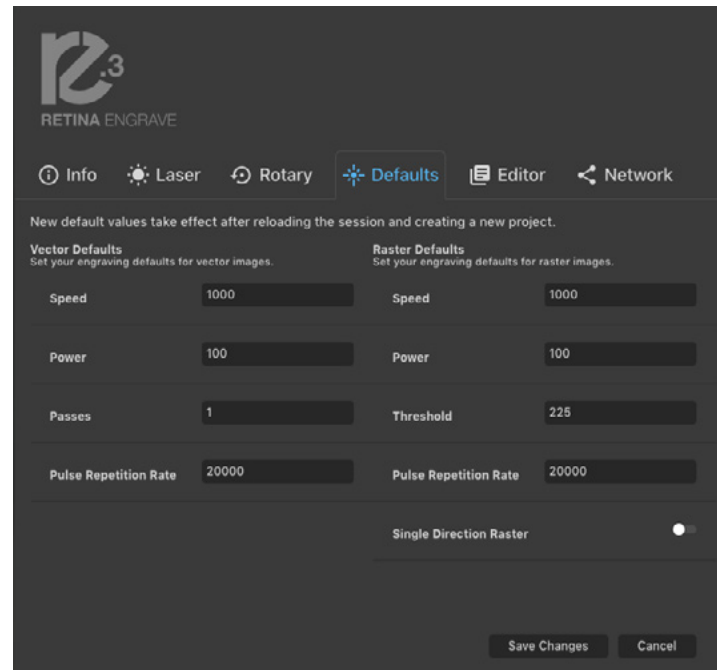 rz.3
RETINA ENGRAVE
Info Laser Rotary Defaults Editor Network
New default values take effect after reloading the session and creating a new project.
Vector Defaults
Set your engraving defaults for vector images.
Speed 1000
Power 100
Passes 1
Pulse Repetition Rate 20000
Raster Defaults
Set your engraving defaults for raster images.
Speed 1000
Power 100
Threshold 225
Pulse Repetition Rate 20000
Single Direction Raster
Save Changes Cancel